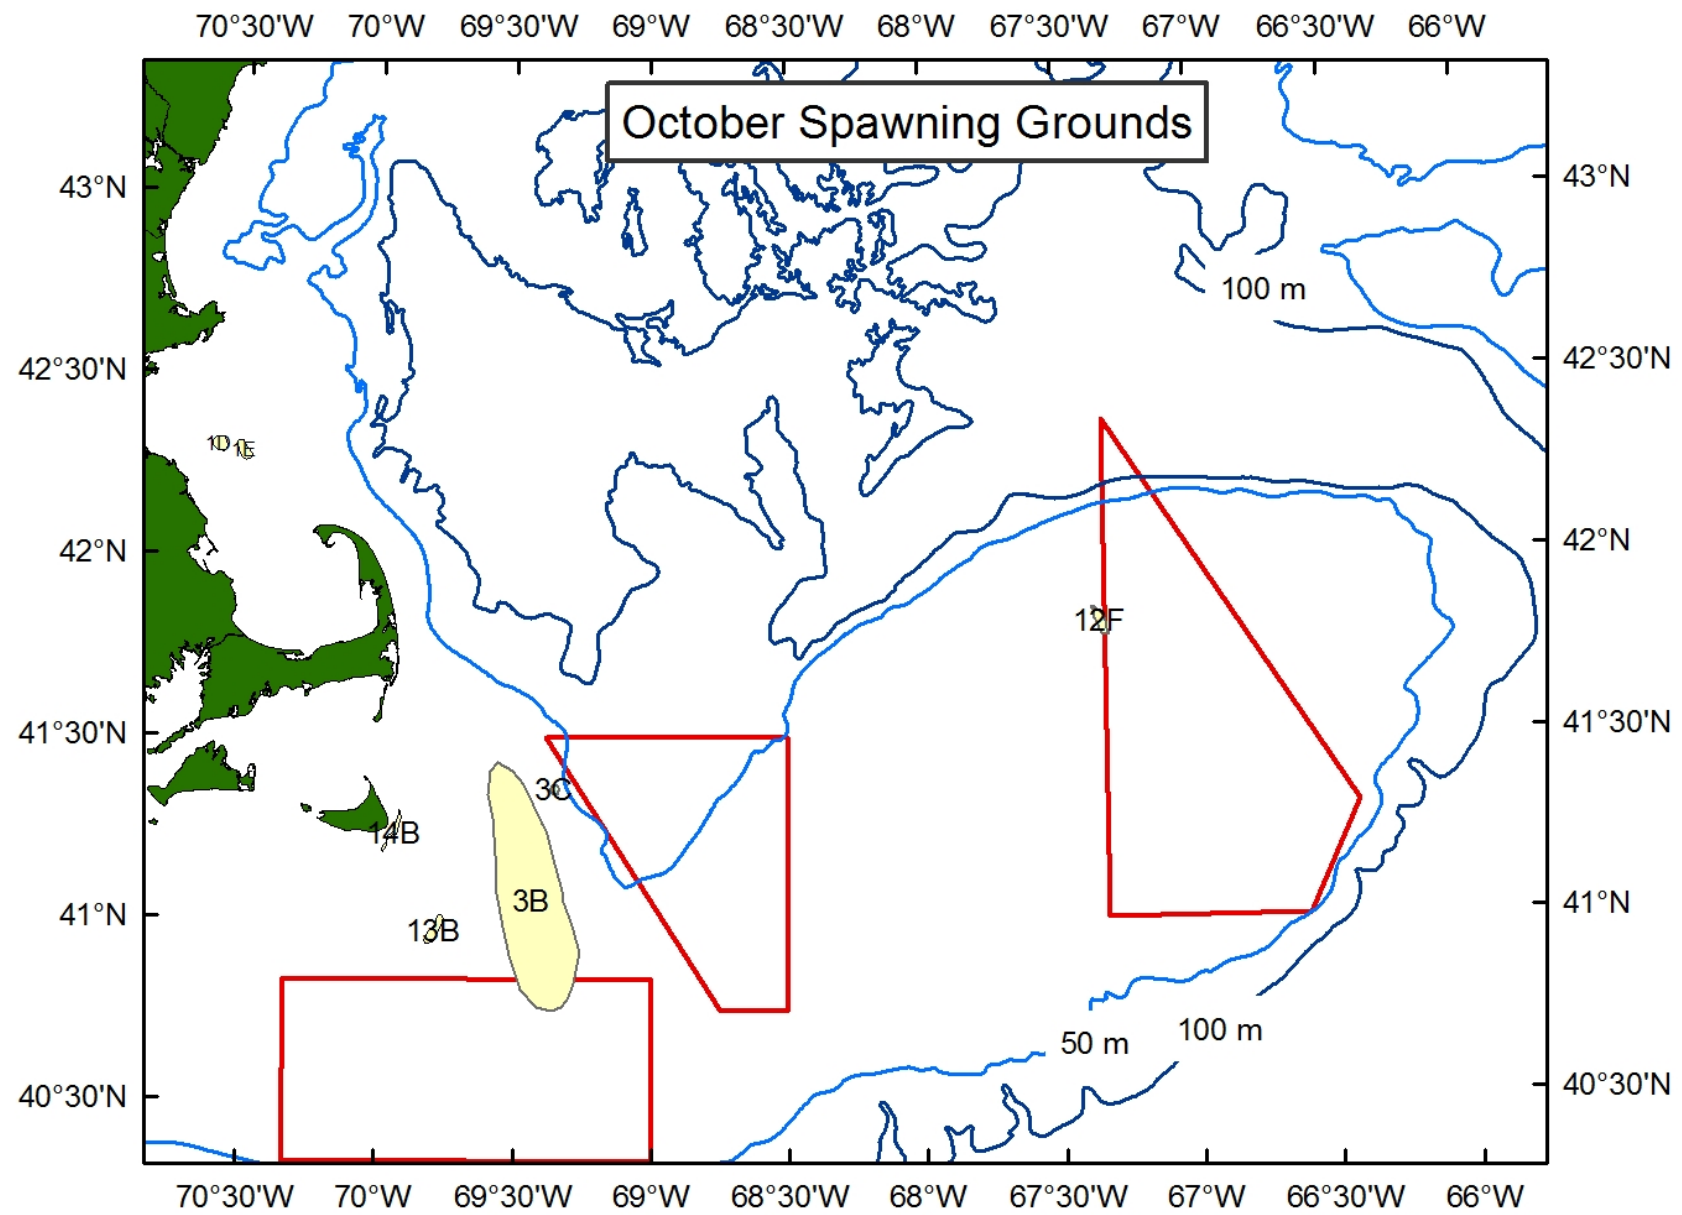 70°30'W 70°W 69°30'W 69°W 68°30'W 68°W 67°30'W 67°W 66°30'W 66°W
October Spawning Grounds
43°N 43°N
100 m
42°30'N 42°30'N
1D 1E
42°N 42°N
12F
41°30'N 41°30'N
3C
14B
3B
41°N 41°N
13B
50 m 100 m
40°30'N 40°30'N
70°30'W 70°W 69°30'W 69°W 68°30'W 68°W 67°30'W 67°W 66°30'W 66°W